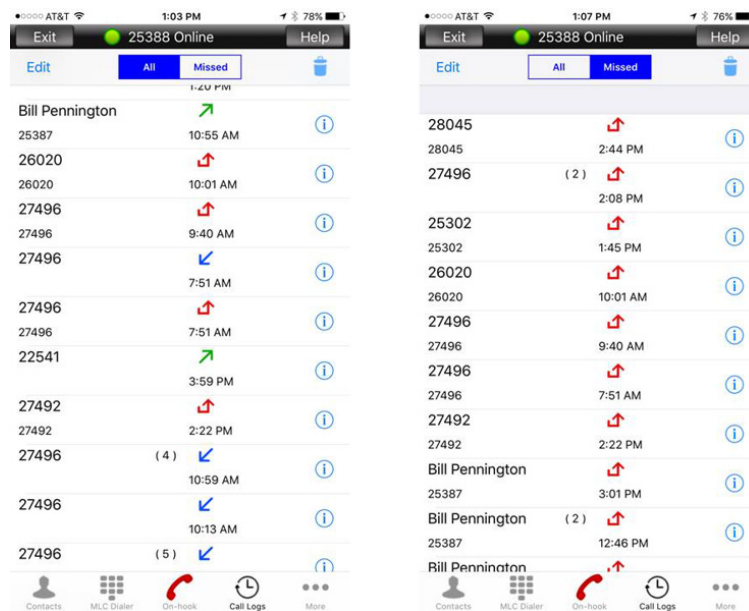 AT&T 1:03 PM 78%
Exit 25388 Online Help
Edit All Missed
1:20 PM
Bill Pennington
25387 10:55 AM
26020
26020 10:01 AM
27496
27496 9:40 AM
27496
7:51 AM
27496
27496 7:51 AM
22541
3:59 PM
27492
27492 2:22 PM
27496 (4)
10:59 AM
27496
10:13 AM
27496 (5)
Contacts MLC Dialer On-hook Call Logs More
AT&T 1:07 PM 76%
Exit 25388 Online Help
Edit All Missed
28045
28045 2:44 PM
27496 (2)
2:08 PM
25302
25302 1:45 PM
26020
26020 10:01 AM
27496
27496 9:40 AM
27496
27496 7:51 AM
27492
27492 2:22 PM
Bill Pennington
25387 3:01 PM
Bill Pennington (2)
25387 12:46 PM
Bill Pennington
Contacts MLC Dialer On-hook Call Logs More